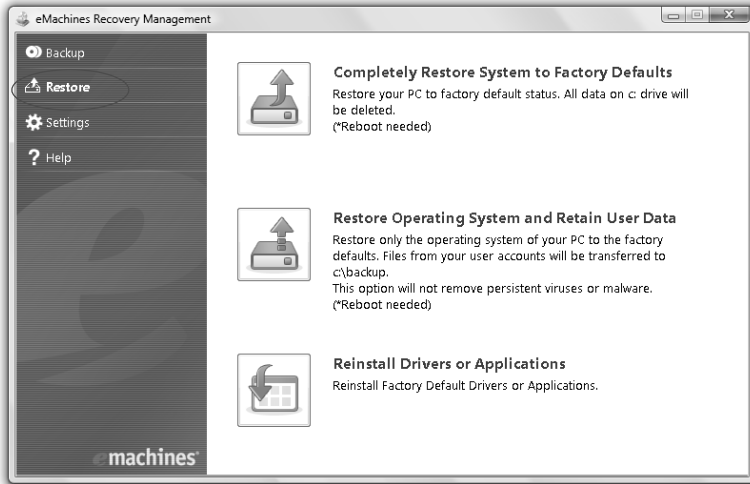 eMachines Recovery Management
Backup
Restore
Settings
Help
Completely Restore System to Factory Defaults
Restore your PC to factory default status. All data on c: drive will
be deleted.
(*Reboot needed)
Restore Operating System and Retain User Data
Restore only the operating system of your PC to the factory
defaults. Files from your user accounts will be transferred to
c:\backup.
This option will not remove persistent viruses or malware.
(*Reboot needed)
Reinstall Drivers or Applications
Reinstall Factory Default Drivers or Applications.
emachines